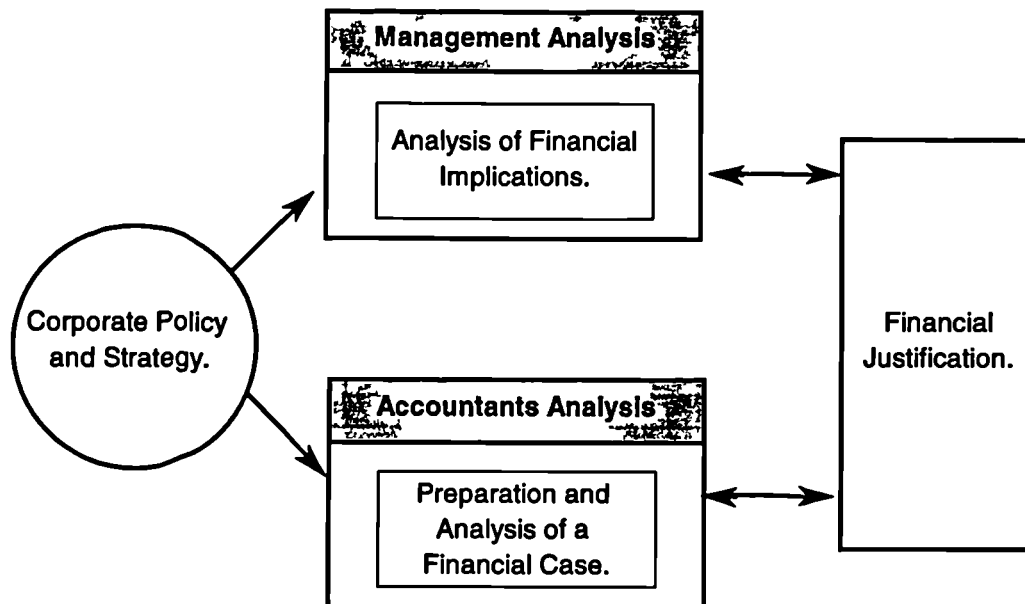 Management Analysis
Analysis of Financial
Implications.
Corporate Policy
and Strategy.
Financial
Justification.
Accountants Analysis
Preparation and
Analysis of a
Financial Case.